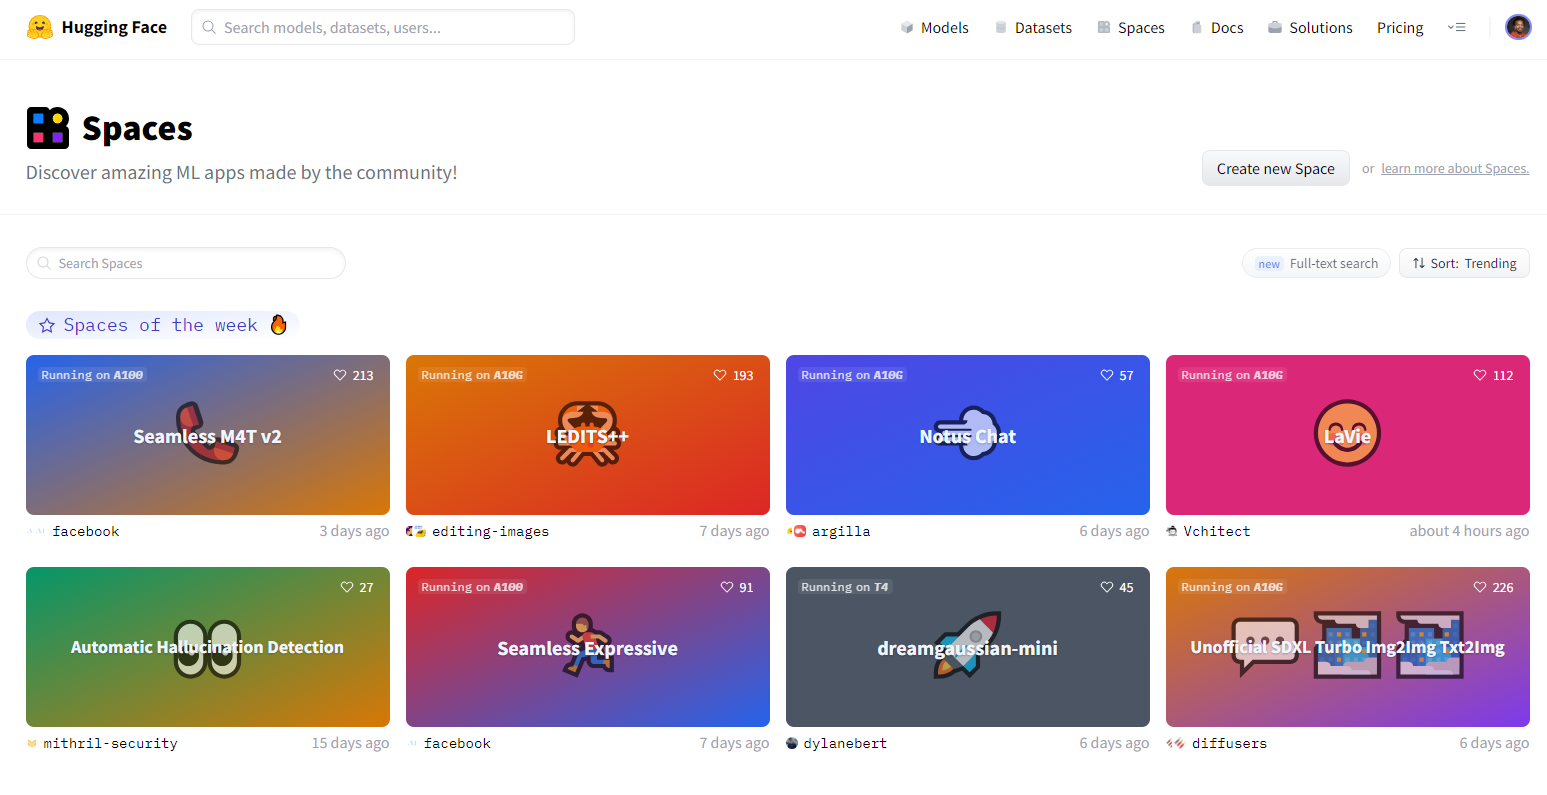 Hugging Face
Search models, datasets, users...
Models
Datasets
Spaces
Docs
Solutions
Pricing
Spaces
Discover amazing ML apps made by the community!
Create new Space
or learn more about Spaces.
Search Spaces
new Full-text search
Sort: Trending
Spaces of the week 🔥
Running on A100
213
Seamless M4T v2
facebook
3 days ago
Running on A10G
193
LEDITS++
editing-images
7 days ago
Running on A10G
57
Notus Chat
argilla
6 days ago
Running on A10G
112
LaVie
Vchitect
about 4 hours ago
27
Automatic Hallucination Detection
mithril-security
15 days ago
Running on A100
91
Seamless Expressive
facebook
7 days ago
Running on T4
45
dreamgaussian-mini
dylanebert
6 days ago
Running on A10G
226
Unofficial SDXL Turbo Img2Img Txt2Img
diffusers
6 days ago